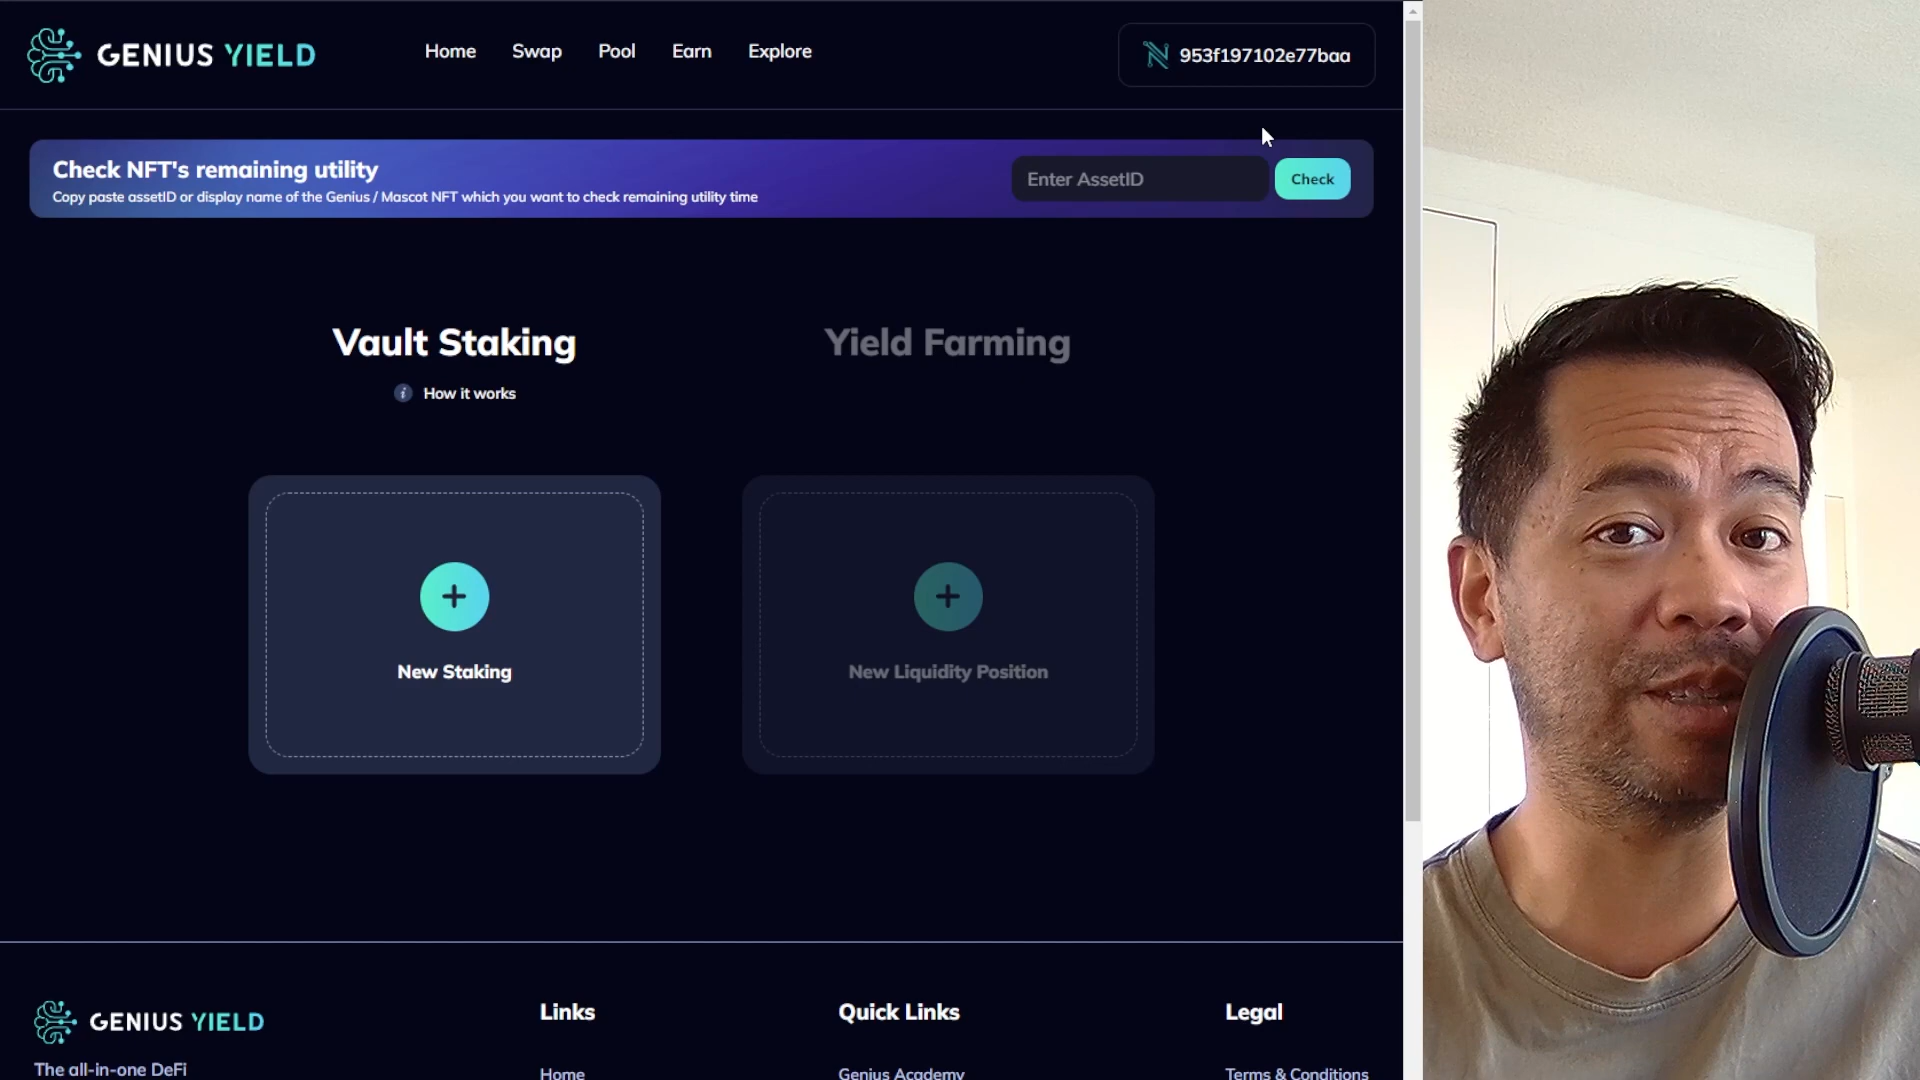 GENIUS YIELD
Home
Swap
Pool
Earn
Explore
953f197102e77baa
Check NFT's remaining utility
Copy paste assetID or display name of the Genius / Mascot NFT which you want to check remaining utility time
Enter AssetID
Check
Vault Staking
Yield Farming
i How it works
New Staking
New Liquidity Position
GENIUS YIELD
The all-in-one DeFi
Links
Home
Quick Links
Genius Academy
Legal
Terms & Conditions